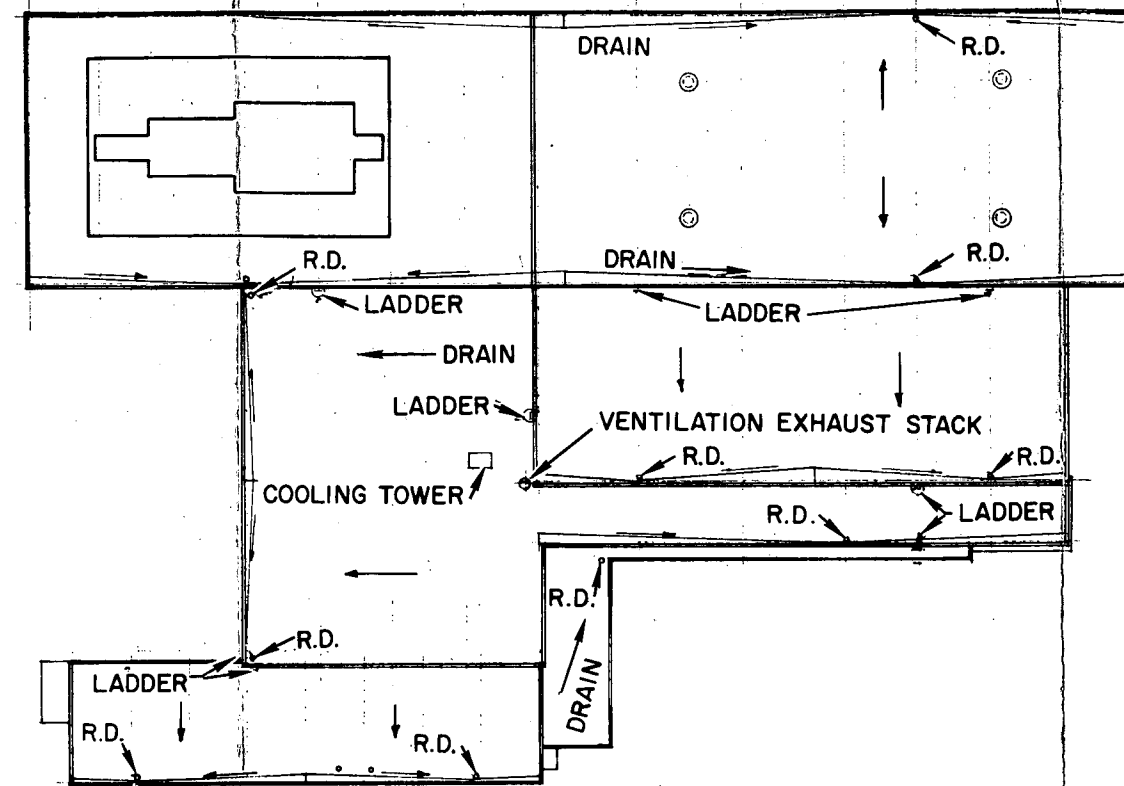 DRAIN
R.D.
R.D.
DRAIN
R.D.
LADDER
LADDER
DRAIN
LADDER
VENTILATION EXHAUST STACK
R.D.
R.D.
COOLING TOWER
R.D.
LADDER
R.D.
R.D.
LADDER
DRAIN
R.D.
R.D.